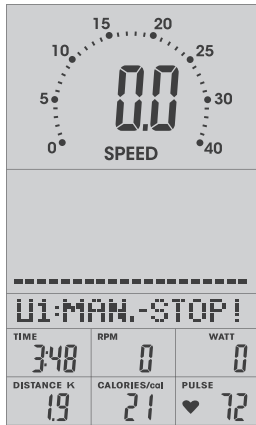 15 20
10 25
5 0.0 30
0 SPEED 40
U1:MAN.-STOP!
TIME RPM WATT
3:48 0 0
DISTANCE K CALORIES/cal PULSE
1.9 21 72